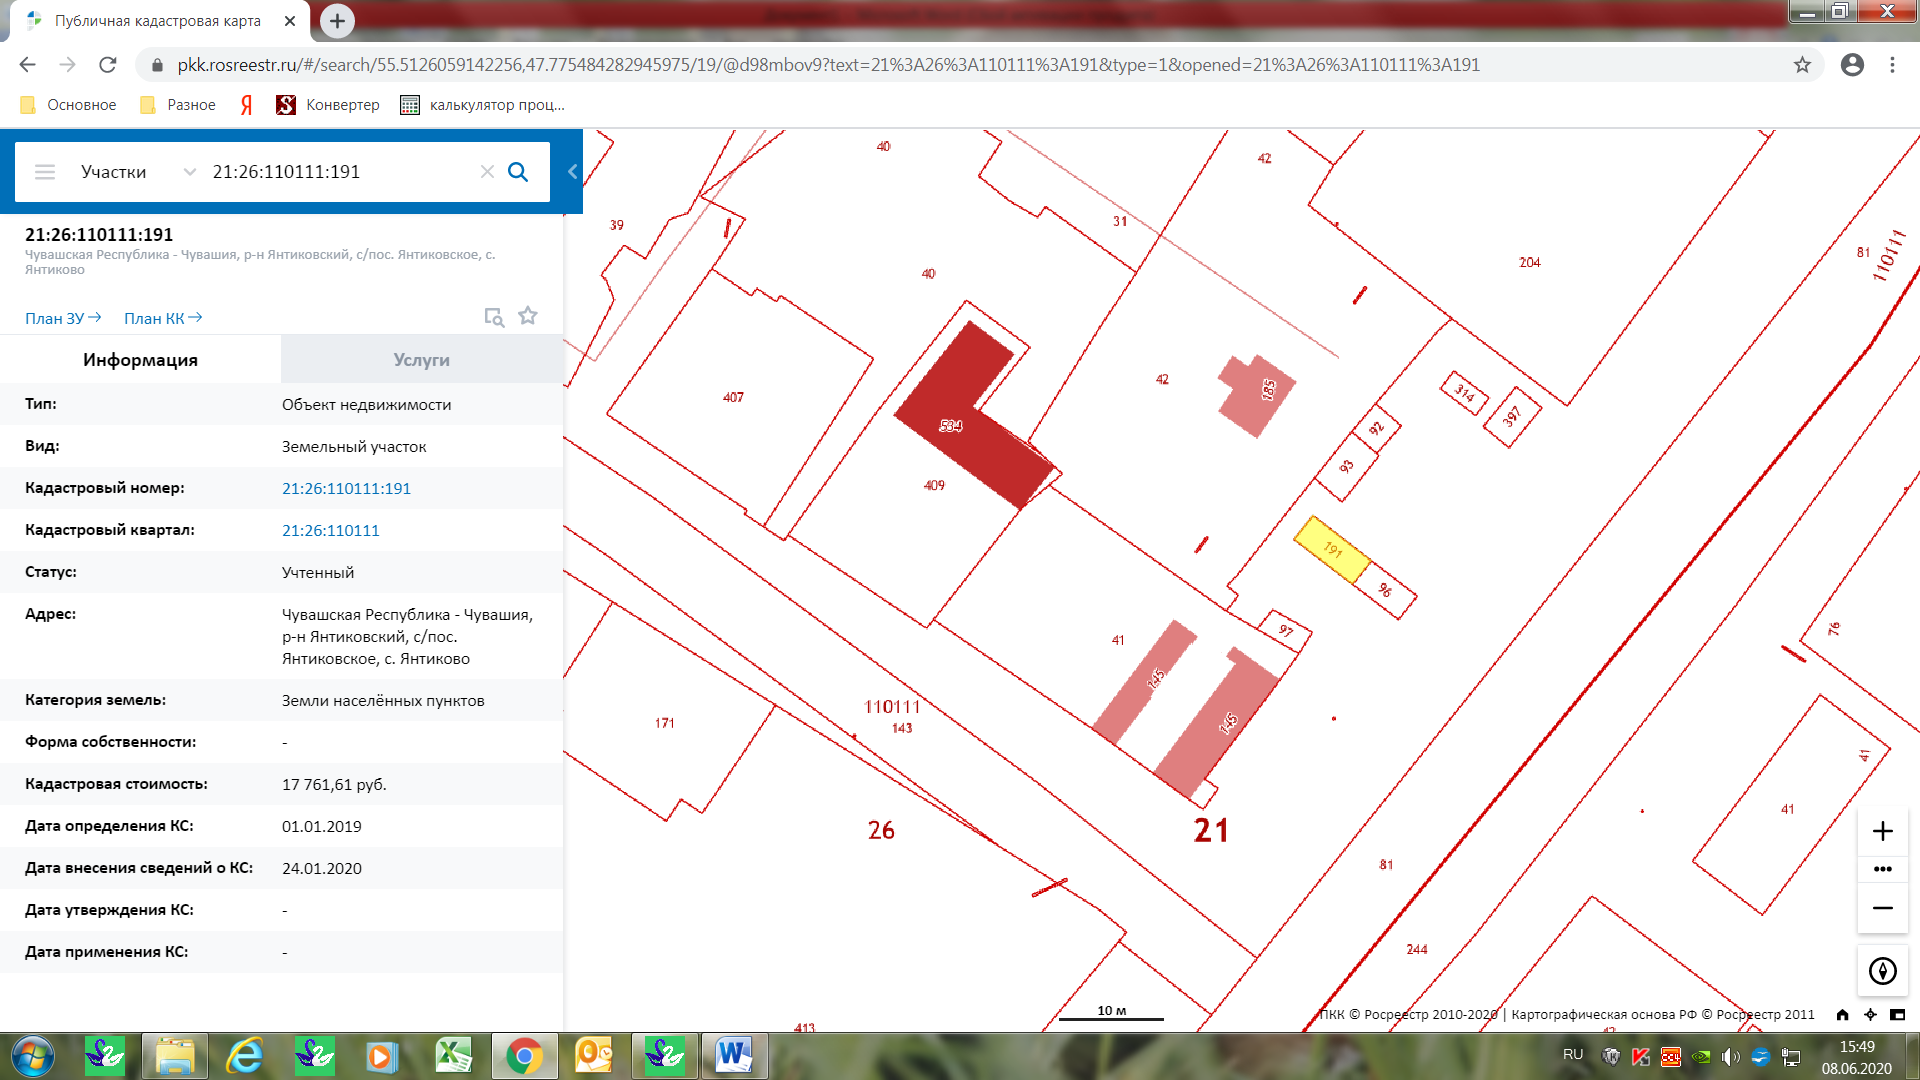 Публичная кадастровая карта
pkk.rosreestr.ru/#/search/55.5126059142256,47.775484282945975/19/@d98mbov9?text=21%3A26%3A110111%3A191&type=1&opened=21%3A26%3A110111%3A191
Основное Разное Я Конвертер калькулятор проц...
Участки 21:26:110111:191
21:26:110111:191
Чувашская Республика - Чувашия, р-н Янтиковский, с/пос. Янтиковское, с.
Янтиково
План ЗУ План КК
Информация Услуги
Тип: Объект недвижимости
Вид: Земельный участок
Кадастровый номер: 21:26:110111:191
Кадастровый квартал: 21:26:110111
Статус: Учтенный
Адрес: Чувашская Республика - Чувашия,
р-н Янтиковский, с/пос.
Янтиковское, с. Янтиково
Категория земель: Земли населённых пунктов
Форма собственности: -
Кадастровая стоимость: 17 761,61 руб.
Дата определения КС: 01.01.2019
Дата внесения сведений о КС: 24.01.2020
Дата утверждения КС: -
Дата применения КС: -
40
42
39
31
81
110111
204
40
42
185
407
314
397
92
534
93
409
191
96
97
76
41
145
110111
171
143
145
41
41
26
21
81
244
413
10 м
ПКК © Росреестр 2010-2020 | Картографическая основа РФ © Росреестр 2011
RU
15:49
08.06.2020